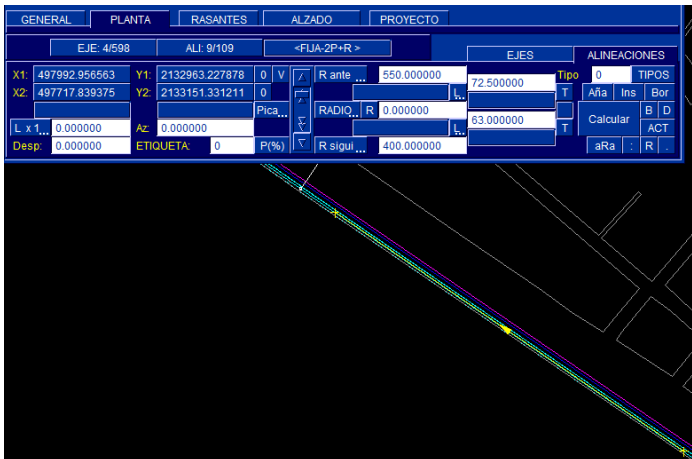 GENERAL PLANTA RASANTES ALZADO PROYECTO
EJE: 4/598 ALI: 9/109 <FIJA-2P+R > EJES ALINEACIONES
X1: 497992.956563 Y1: 2132963.227878 0 V R ante ... 550.000000 72.500000 Tipo 0 TIPOS
X2: 497717.839375 Y2: 2133151.331211 0 L... T Aña Ins Bor
Pica... RADIO... R 0.000000 63.000000 Calcular B D
L x 1... 0.000000 Az: 0.000000 L... T ACT
Desp: 0.000000 ETIQUETA: 0 P(%) R sigui ... 400.000000 aRa : R .